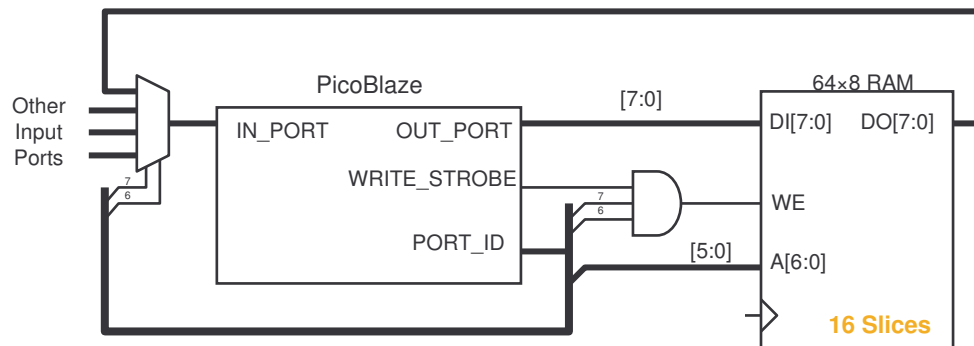 PicoBlaze
64×8 RAM
[7:0]
Other
Input
Ports
IN_PORT
OUT_PORT
DI[7:0]
DO[7:0]
WRITE_STROBE
7
6
7
6
WE
PORT_ID
[5:0]
A[6:0]
16 Slices